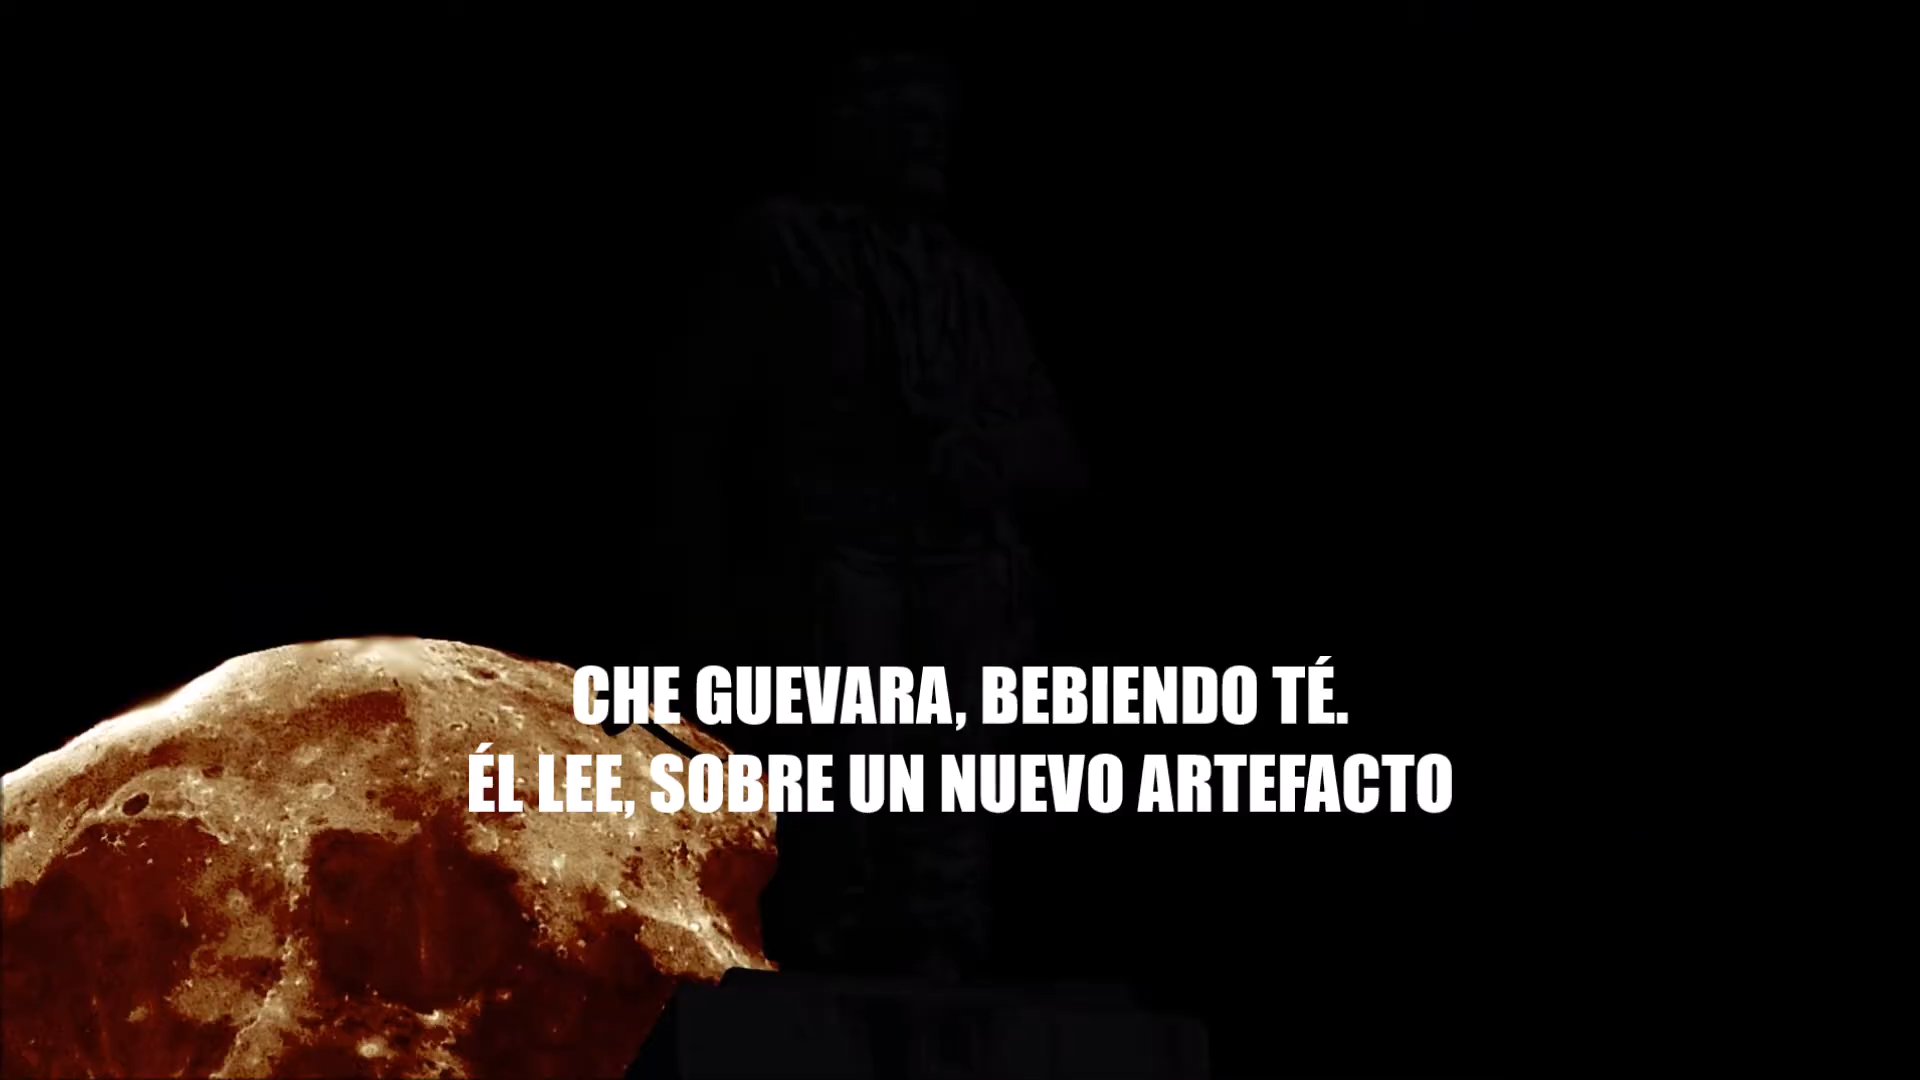 CHE GUEVARA, BEBIENDO TÉ.
ÉL LEE, SOBRE UN NUEVO ARTEFACTO